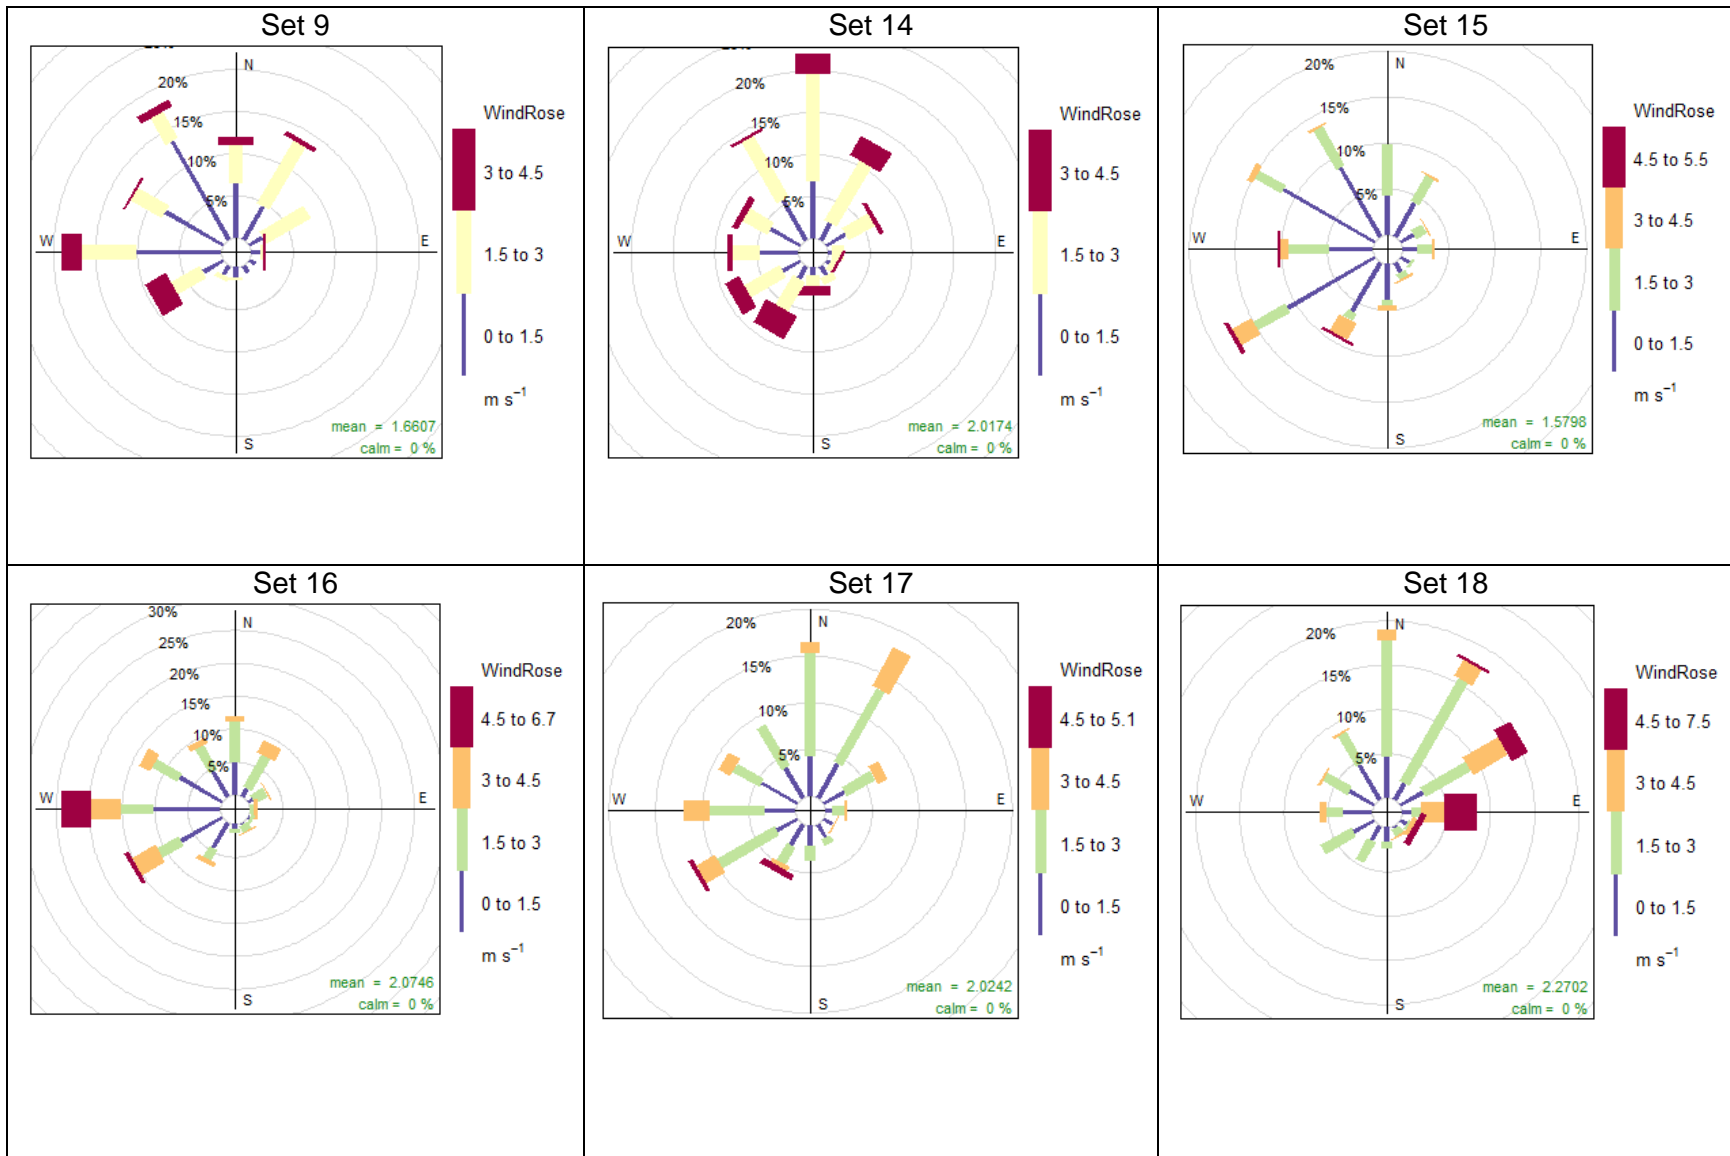 Set 9
20%
15%
10%
5%
N
W
E
S
WindRose
3 to 4.5
1.5 to 3
0 to 1.5
m s⁻¹
mean = 1.6607
calm = 0 %
Set 14
20%
15%
10%
5%
W
E
S
WindRose
3 to 4.5
1.5 to 3
0 to 1.5
m s⁻¹
mean = 2.0174
calm = 0 %
Set 15
20%
15%
10%
5%
N
W
E
S
WindRose
4.5 to 5.5
3 to 4.5
1.5 to 3
0 to 1.5
m s⁻¹
mean = 1.5798
calm = 0 %
Set 16
30%
25%
20%
15%
10%
5%
N
W
E
S
WindRose
4.5 to 6.7
3 to 4.5
1.5 to 3
0 to 1.5
m s⁻¹
mean = 2.0746
calm = 0 %
Set 17
20%
15%
10%
5%
N
W
E
S
WindRose
4.5 to 5.1
3 to 4.5
1.5 to 3
0 to 1.5
m s⁻¹
mean = 2.0242
calm = 0 %
Set 18
20%
15%
10%
5%
N
W
E
S
WindRose
4.5 to 7.5
3 to 4.5
1.5 to 3
0 to 1.5
m s⁻¹
mean = 2.2702
calm = 0 %